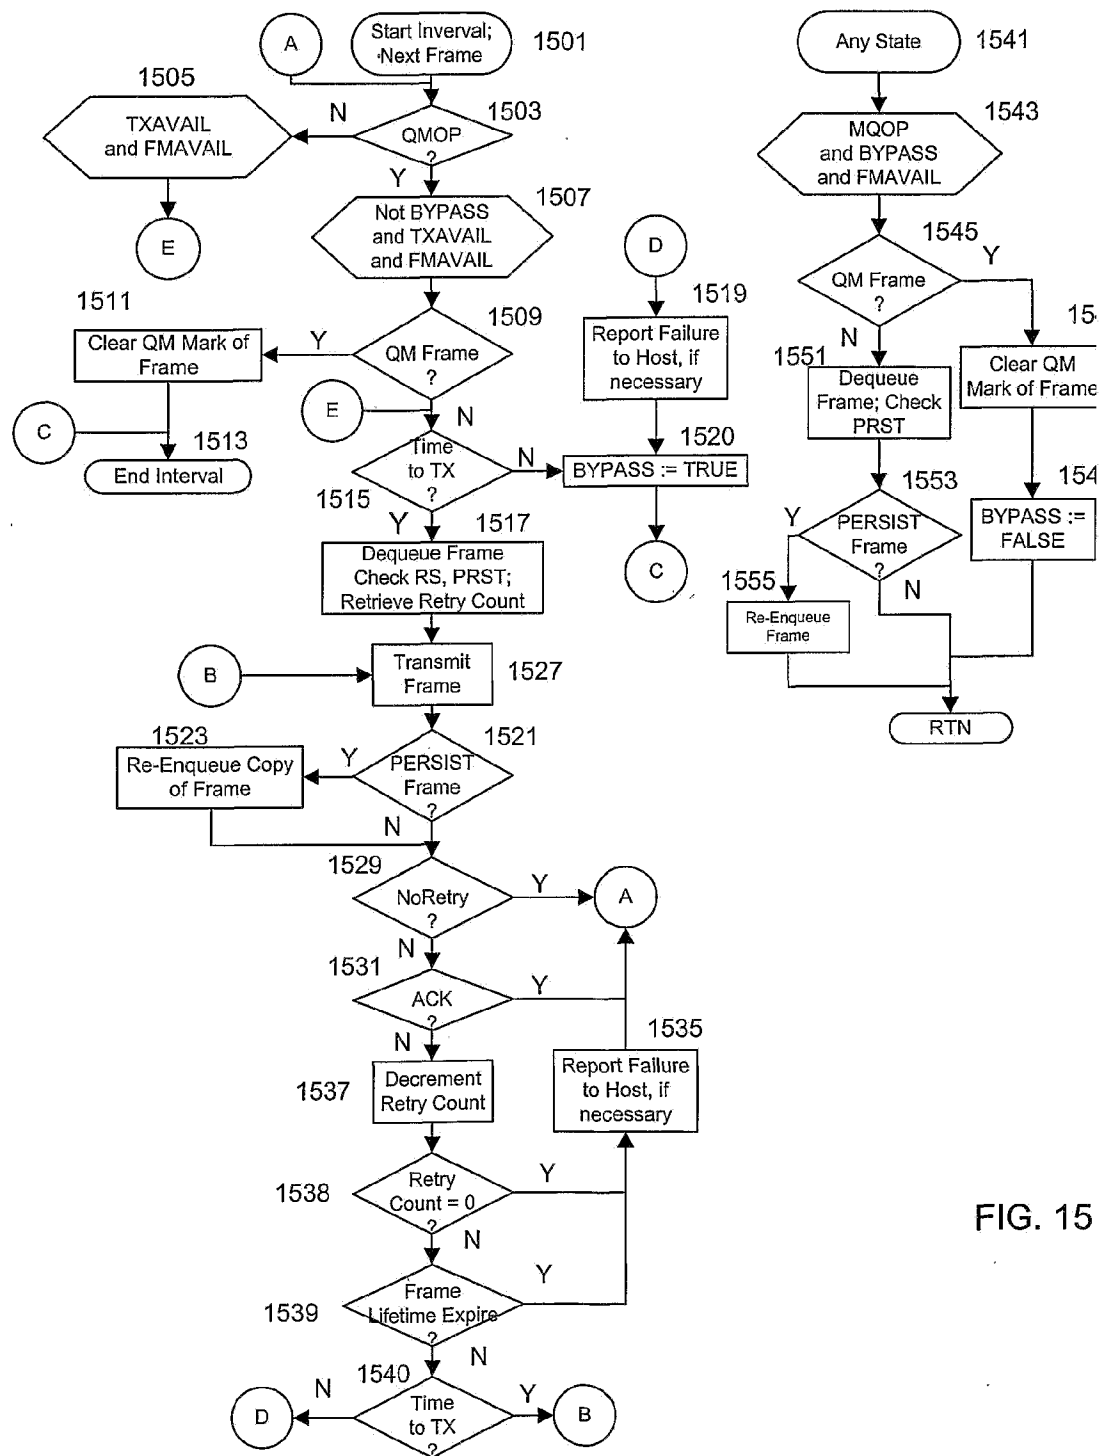 A
Start Inverval;
Next Frame
1501
1505
TXAVAIL
and FMAVAIL
N
QMOP
?
1503
Y
E
Not BYPASS
and TXAVAIL
and FMAVAIL
1507
1511
Clear QM Mark of
Frame
Y
QM Frame
?
1509
N
C
1513
End Interval
E
Time
to TX
?
1515
N
Y
D
1519
Report Failure
to Host, if
necessary
1520
BYPASS := TRUE
C
1517
Dequeue Frame
Check RS, PRST;
Retrieve Retry Count
B
Transmit
Frame
1527
1523
Re-Enqueue Copy
of Frame
Y
PERSIST
Frame
?
1521
N
1529
NoRetry
?
Y
A
N
1531
ACK
?
Y
N
1535
Report Failure
to Host, if
necessary
1537
Decrement
Retry Count
1538
Retry
Count = 0
?
Y
N
1539
Frame
Lifetime Expire
?
Y
N
1540
D
N
Time
to TX
?
Y
B
Any State
1541
1543
MQOP
and BYPASS
and FMAVAIL
1545
QM Frame
?
Y
N
1551
Dequeue
Frame; Check
PRST
Clear QM
Mark of Frame
1553
PERSIST
Frame
?
Y
N
BYPASS :=
FALSE
1555
Re-Enqueue
Frame
RTN
FIG. 15